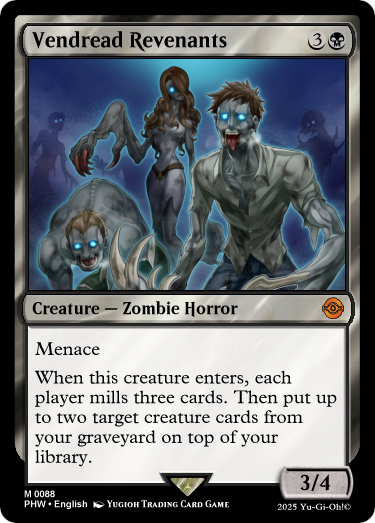 Vendread Revenants 3
Creature — Zombie Horror
Menace
When this creature enters, each
player mills three cards. Then put up
to two target creature cards from
your graveyard on top of your
library.
3/4
M 0088
PHW • English Yugioh Trading Card Game
2025 Yu-Gi-Oh!©